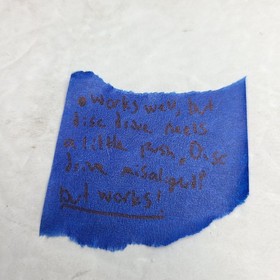 • works well, but
disc drive needs
a little push, Disc
drive misaligned?
but works!